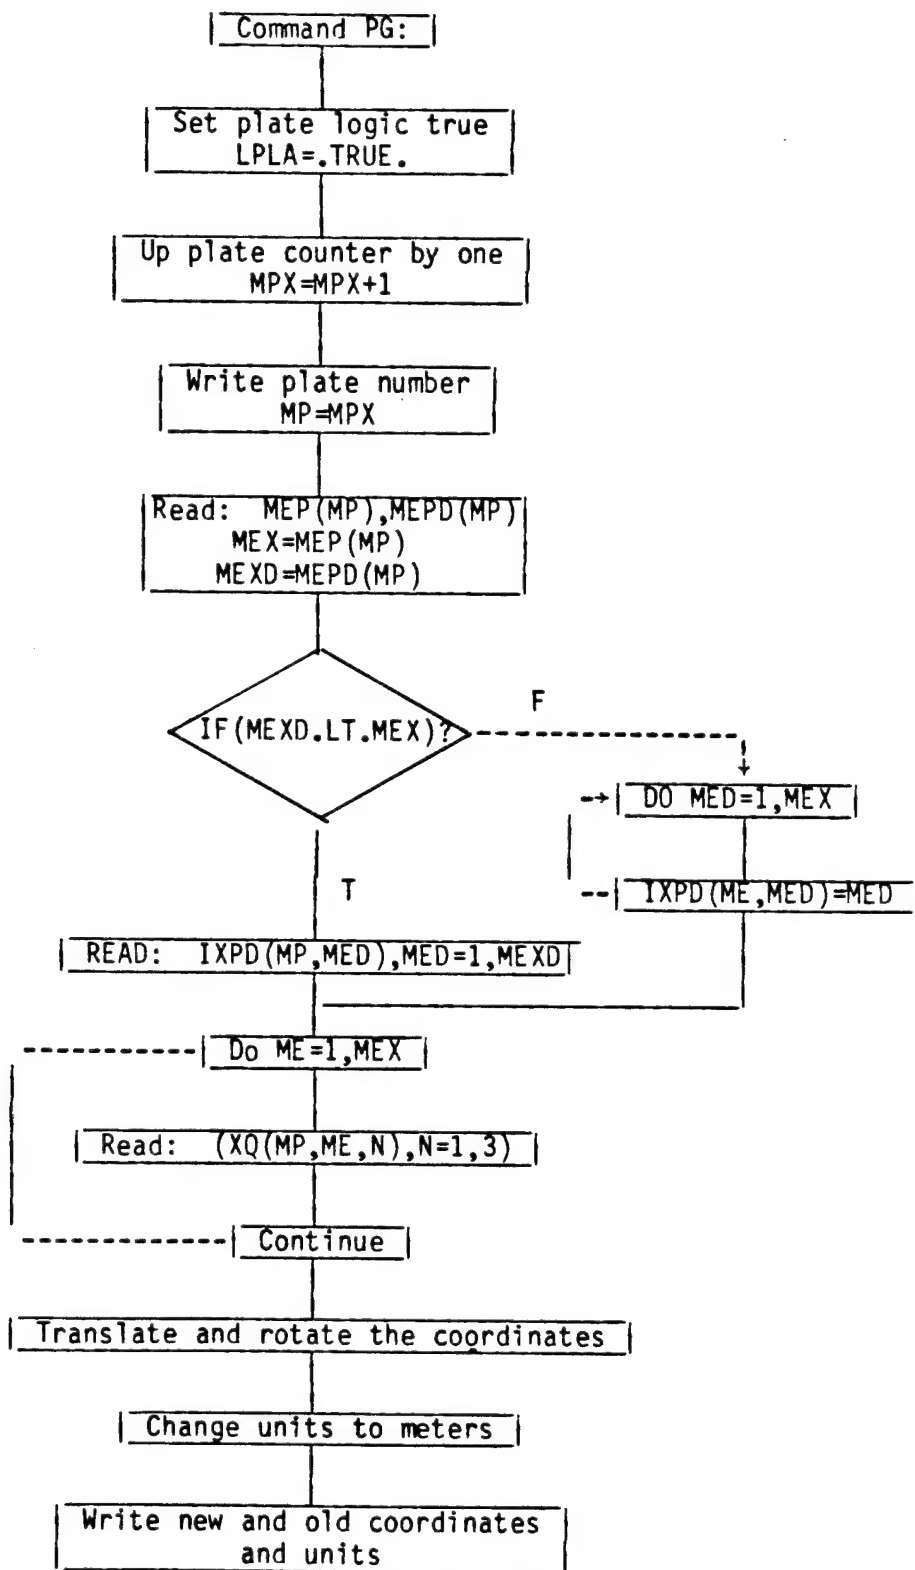 Command PG:
Set plate logic true
LPLA=.TRUE.
Up plate counter by one
MPX=MPX+1
Write plate number
MP=MPX
Read: MEP(MP),MEPD(MP)
MEX=MEP(MP)
MEXD=MEPD(MP)
IF(MEXD.LT.MEX)?
F
DO MED=1,MEX
IXPD(ME,MED)=MED
T
READ: IXPD(MP,MED),MED=1,MEXD
Do ME=1,MEX
Read: (XQ(MP,ME,N),N=1,3)
Continue
Translate and rotate the coordinates
Change units to meters
Write new and old coordinates
and units